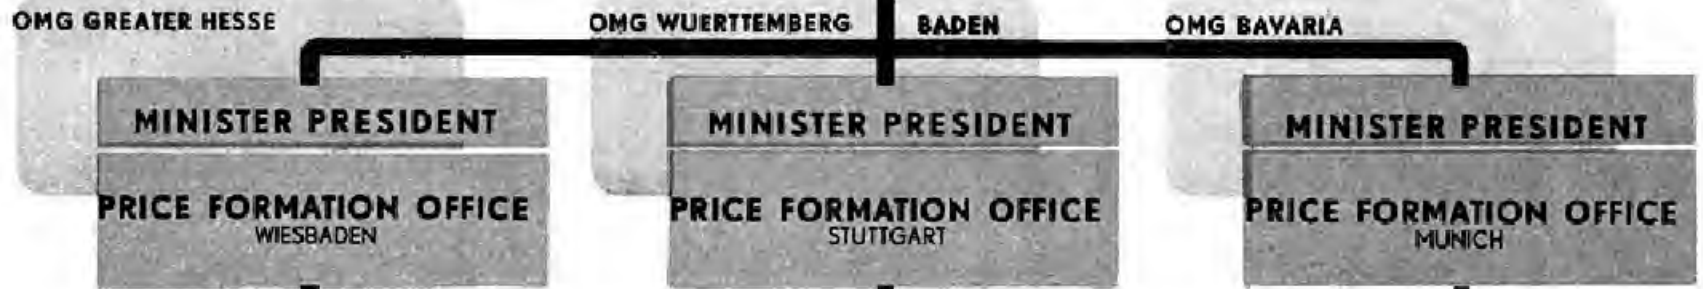 OMG GREATER HESSE
OMG WUERTTEMBERG BADEN
OMG BAVARIA
MINISTER PRESIDENT
PRICE FORMATION OFFICE
WIESBADEN
MINISTER PRESIDENT
PRICE FORMATION OFFICE
STUTTGART
MINISTER PRESIDENT
PRICE FORMATION OFFICE
MUNICH